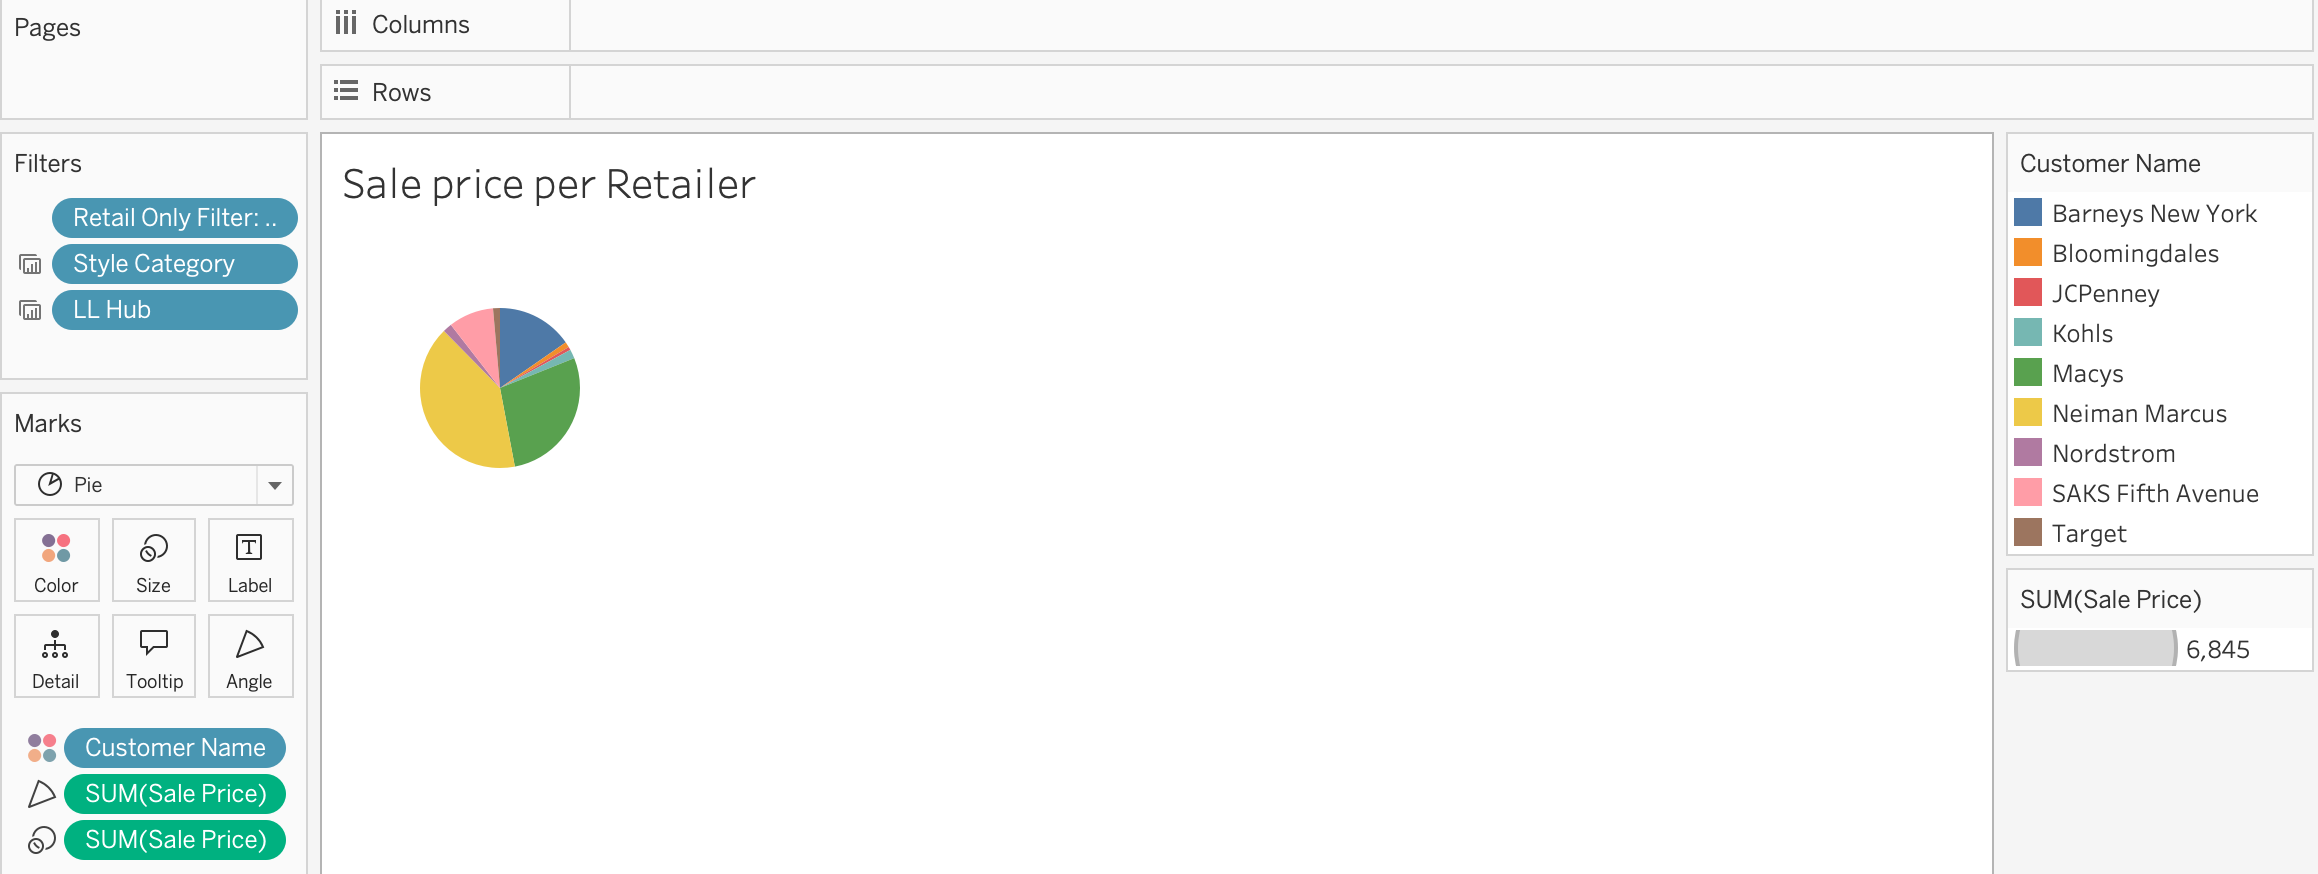 Pages
Columns
Rows
Filters
Retail Only Filter: ..
Style Category
LL Hub
Marks
Pie
Color
Size
Label
Detail
Tooltip
Angle
Customer Name
SUM(Sale Price)
SUM(Sale Price)
Sale price per Retailer
Customer Name
Barneys New York
Bloomingdales
JCPenney
Kohls
Macys
Neiman Marcus
Nordstrom
SAKS Fifth Avenue
Target
SUM(Sale Price)
6,845